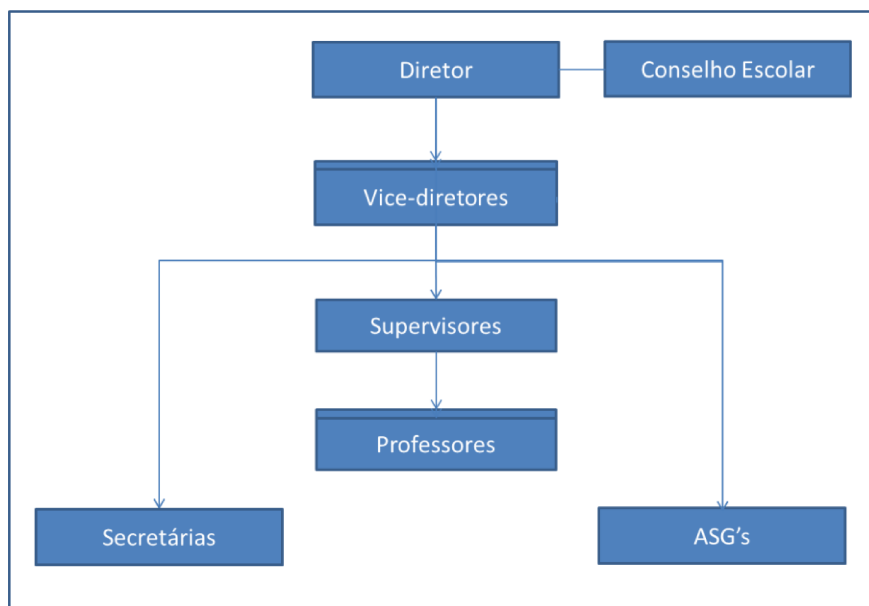 Diretor
Conselho Escolar
Vice-diretores
Supervisores
Professores
Secretárias
ASG’s